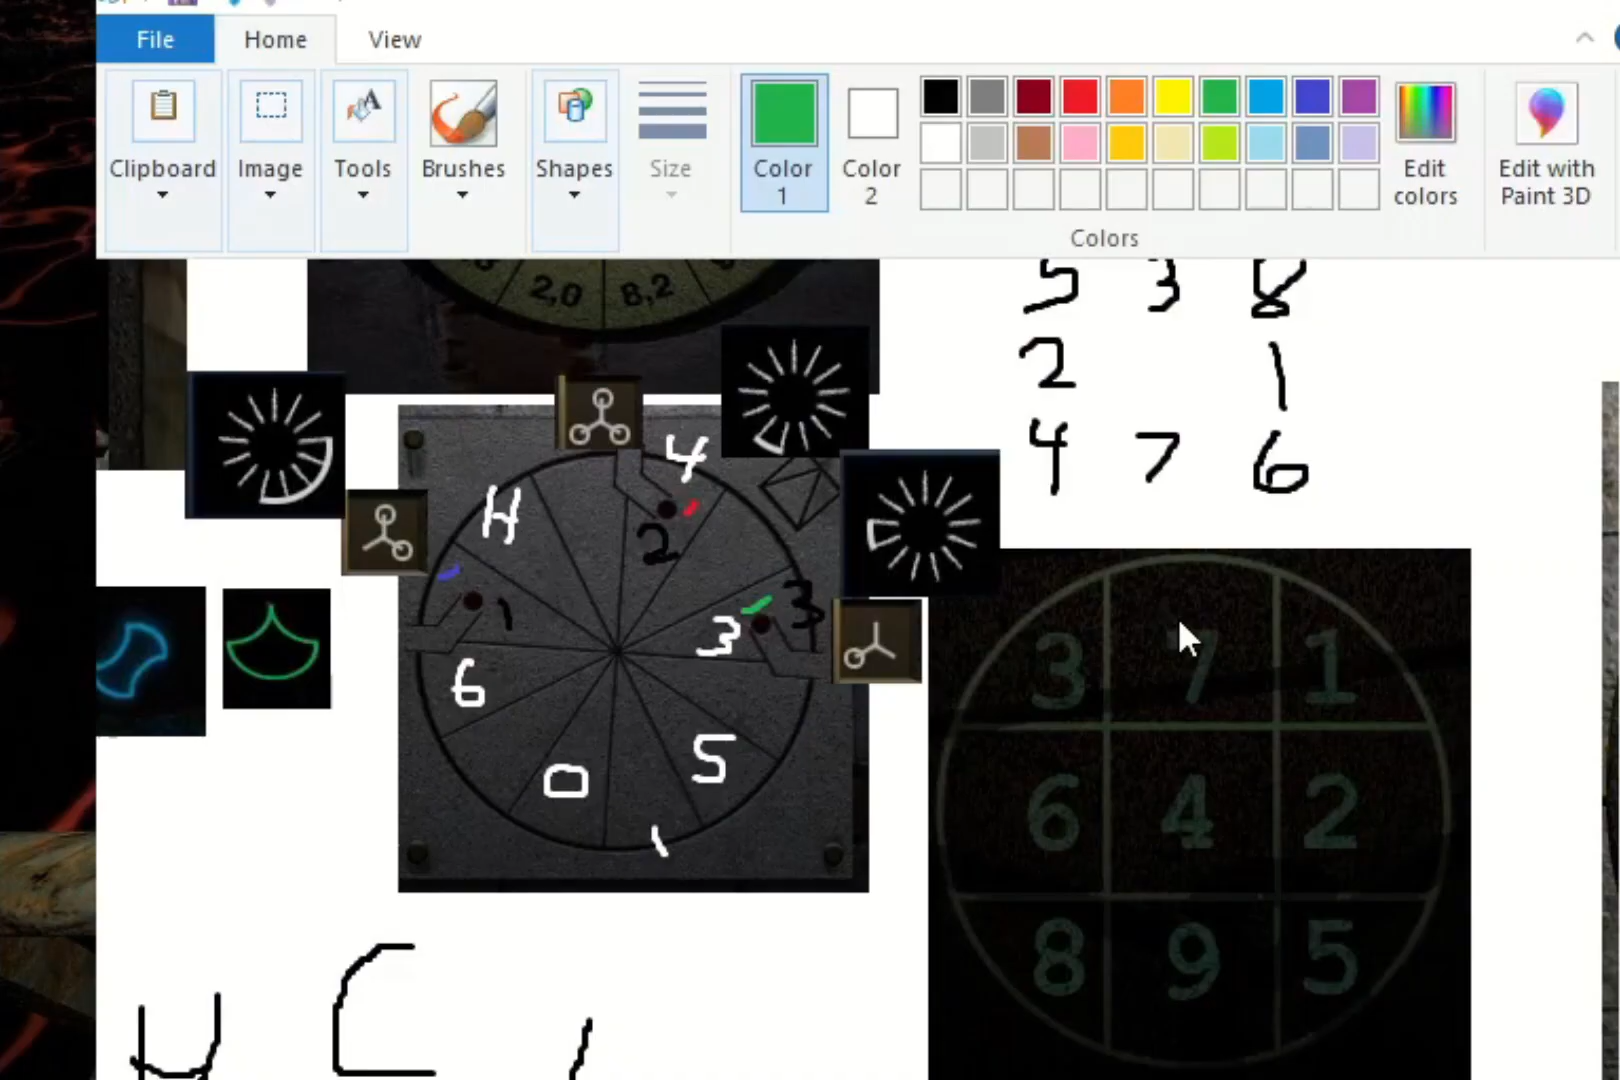 File Home View
Clipboard Image Tools Brushes Shapes Size Color 1 Color 2 Edit colors Edit with Paint 3D
Colors
2,0 8,2
5 3 8
2 1
4 7 6
4
H
2
3
1
3
6
5
0
1
3 7 1
6 4 2
8 9 5